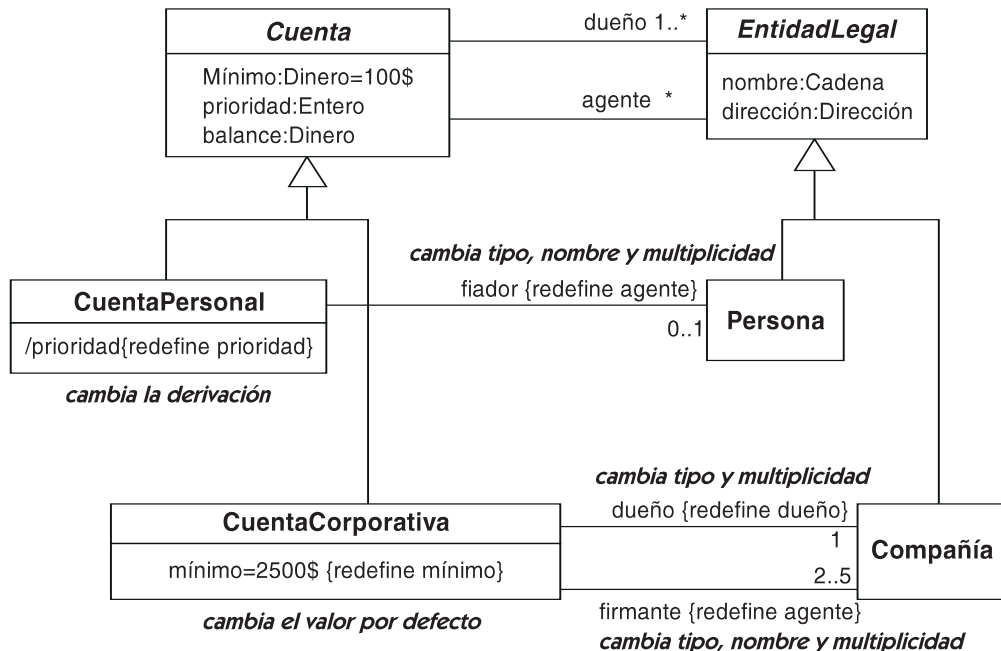 Cuenta
Mínimo:Dinero=100$
prioridad:Entero
balance:Dinero
dueño 1..*
agente *
EntidadLegal
nombre:Cadena
dirección:Dirección
cambia tipo, nombre y multiplicidad
CuentaPersonal
/prioridad{redefine prioridad}
cambia la derivación
fiador {redefine agente}
0..1
Persona
cambia tipo y multiplicidad
CuentaCorporativa
mínimo=2500$ {redefine mínimo}
cambia el valor por defecto
dueño {redefine dueño}
1
2..5
firmante {redefine agente}
cambia tipo, nombre y multiplicidad
Compañía